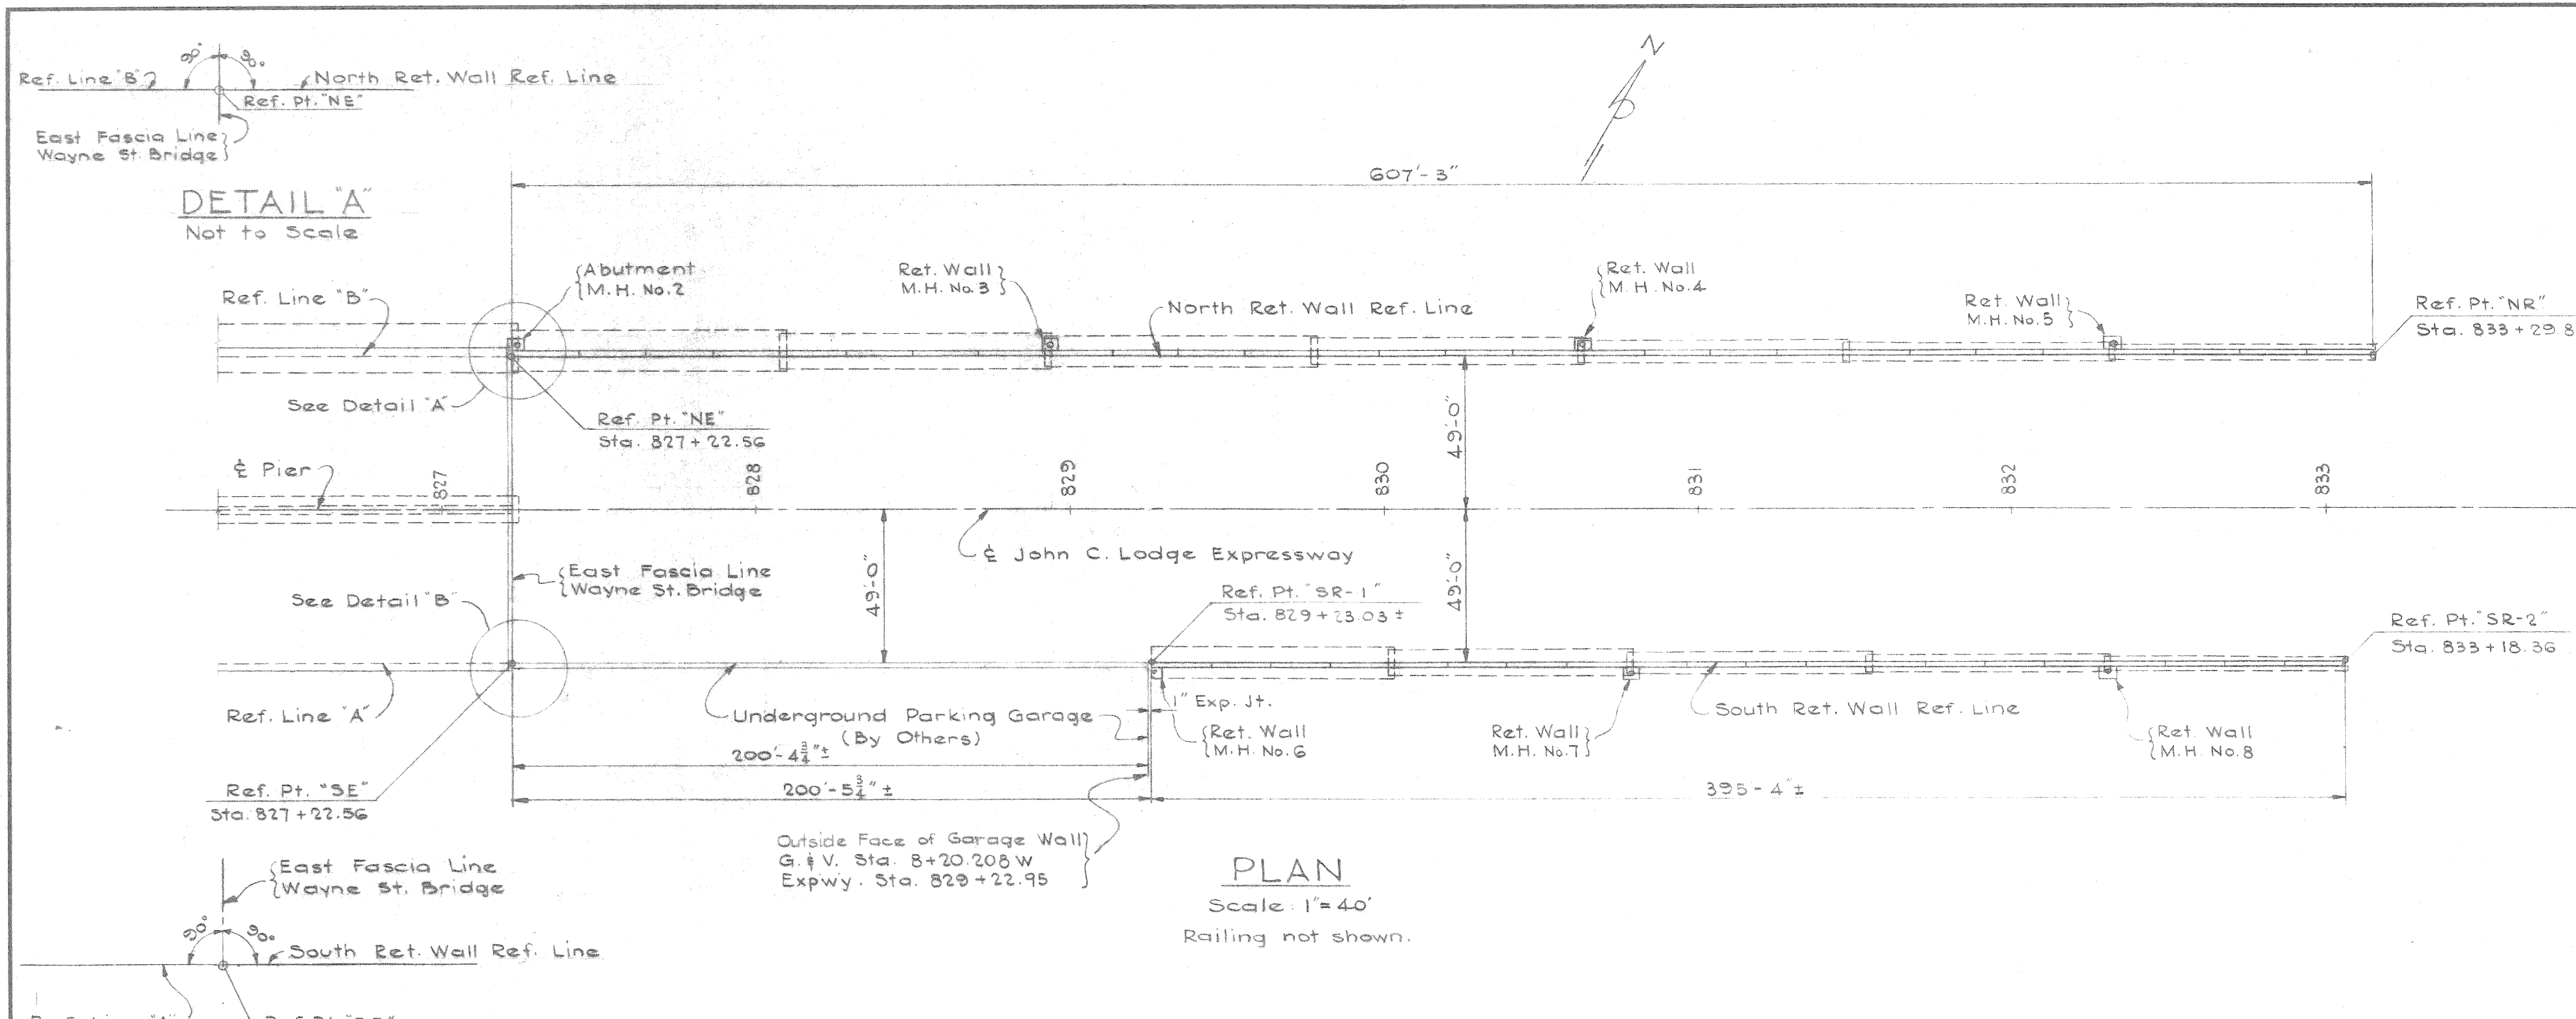 90°
90°
Ref. Line "B"
North Ret. Wall Ref. Line
Ref. Pt. "NE"
East Fascia Line
Wayne St. Bridge
DETAIL "A"
Not to Scale
N
607'-3"
Abutment
M.H. No.2
Ret. Wall
M.H. No.3
Ret. Wall
M.H. No.4
Ret. Wall
M.H. No.5
Ref. Line "B"
North Ret. Wall Ref. Line
Ref. Pt. "NR"
Sta. 833 + 29.8
See Detail "A"
Ref. Pt. "NE"
Sta. 827 + 22.56
49'-0"
℄ Pier
827
828
829
830
831
832
833
℄ John C. Lodge Expressway
East Fascia Line
Wayne St. Bridge
49'-0"
49'-0"
See Detail "B"
Ref. Pt. "SR-1"
Sta. 829 + 23.03 ±
Ref. Pt. "SR-2"
Sta. 833 + 18.36
Ref. Line "A"
Underground Parking Garage
(By Others)
1" Exp. Jt.
Ret. Wall
M.H. No.6
Ret. Wall
M.H. No.7
South Ret. Wall Ref. Line
Ret. Wall
M.H. No.8
200'-4¾" ±
200'-5¾" ±
395'-4" ±
Ref. Pt. "SE"
Sta. 827 + 22.56
Outside Face of Garage Wall
G. & V. Sta. 8+20.208 W
Expwy. Sta. 829 + 22.95
PLAN
Scale: 1"=40'
Railing not shown.
East Fascia Line
Wayne St. Bridge
90°
90°
South Ret. Wall Ref. Line